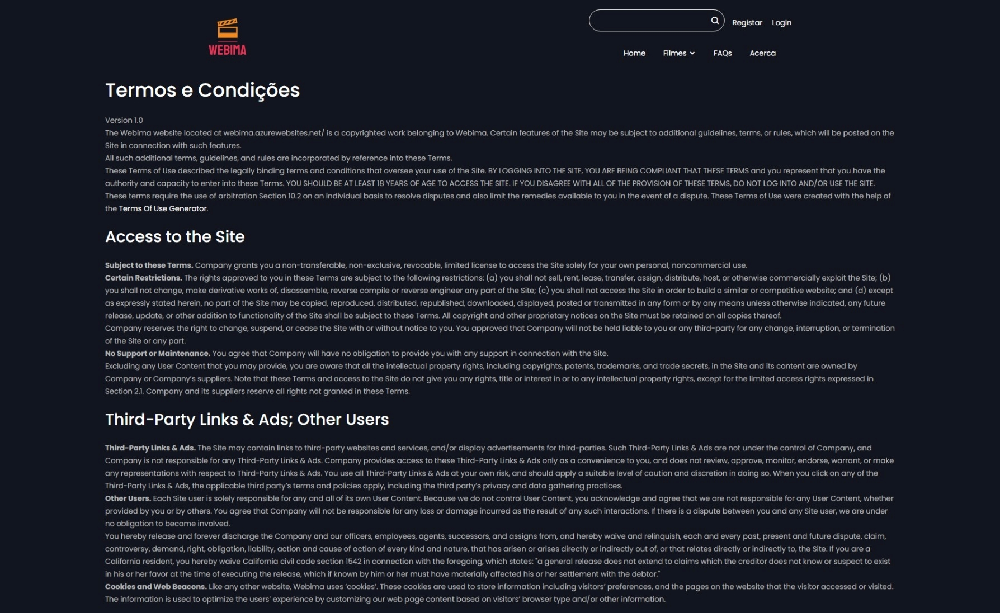 WEBIMA
Registar Login
Home Filmes FAQs Acerca
Termos e Condições
Version 1.0
The Webima website located at webima.azurewebsites.net/ is a copyrighted work belonging to Webima. Certain features of the Site may be subject to additional guidelines, terms, or rules, which will be posted on the
Site in connection with such features.
All such additional terms, guidelines, and rules are incorporated by reference into these Terms.
These Terms of Use described the legally binding terms and conditions that oversee your use of the Site. BY LOGGING INTO THE SITE, YOU ARE BEING COMPLIANT THAT THESE TERMS and you represent that you have the
authority and capacity to enter into these Terms. YOU SHOULD BE AT LEAST 18 YEARS OF AGE TO ACCESS THE SITE. IF YOU DISAGREE WITH ALL OF THE PROVISION OF THESE TERMS, DO NOT LOG INTO AND/OR USE THE SITE.
These terms require the use of arbitration Section 10.2 on an individual basis to resolve disputes and also limit the remedies available to you in the event of a dispute. These Terms of Use were created with the help of
the Terms Of Use Generator.
Access to the Site
Subject to these Terms. Company grants you a non-transferable, non-exclusive, revocable, limited license to access the Site solely for your own personal, noncommercial use.
Certain Restrictions. The rights approved to you in these Terms are subject to the following restrictions: (a) you shall not sell, rent, lease, transfer, assign, distribute, host, or otherwise commercially exploit the Site; (b)
you shall not change, make derivative works of, disassemble, reverse compile or reverse engineer any part of the Site; (c) you shall not access the Site in order to build a similar or competitive website; and (d) except
as expressly stated herein, no part of the Site may be copied, reproduced, distributed, republished, downloaded, displayed, posted or transmitted in any form or by any means unless otherwise indicated, any future
release, update, or other addition to functionality of the Site shall be subject to these Terms. All copyright and other proprietary notices on the Site must be retained on all copies thereof.
Company reserves the right to change, suspend, or cease the Site with or without notice to you. You approved that Company will not be held liable to you or any third-party for any change, interruption, or termination
of the Site or any part.
No Support or Maintenance. You agree that Company will have no obligation to provide you with any support in connection with the Site.
Excluding any User Content that you may provide, you are aware that all the intellectual property rights, including copyrights, patents, trademarks, and trade secrets, in the Site and its content are owned by
Company or Company's suppliers. Note that these Terms and access to the Site do not give you any rights, title or interest in or to any intellectual property rights, except for the limited access rights expressed in
Section 2.1. Company and its suppliers reserve all rights not granted in these Terms.
Third-Party Links & Ads; Other Users
Third-Party Links & Ads. The Site may contain links to third-party websites and services, and/or display advertisements for third-parties. Such Third-Party Links & Ads are not under the control of Company, and
Company is not responsible for any Third-Party Links & Ads. Company provides access to these Third-Party Links & Ads only as a convenience to you, and does not review, approve, monitor, endorse, warrant, or make
any representations with respect to Third-Party Links & Ads. You use all Third-Party Links & Ads at your own risk, and should apply a suitable level of caution and discretion in doing so. When you click on any of the
Third-Party Links & Ads, the applicable third party's terms and policies apply, including the third party's privacy and data gathering practices.
Other Users. Each Site user is solely responsible for any and all of its own User Content. Because we do not control User Content, you acknowledge and agree that we are not responsible for any User Content, whether
provided by you or by others. You agree that Company will not be responsible for any loss or damage incurred as the result of any such interactions. If there is a dispute between you and any Site user, we are under
no obligation to become involved.
You hereby release and forever discharge the Company and our officers, employees, agents, successors, and assigns from, and hereby waive and relinquish, each and every past, present and future dispute, claim,
controversy, demand, right, obligation, liability, action and cause of action of every kind and nature, that has arisen or arises directly or indirectly out of, or that relates directly or indirectly to, the Site. If you are a
California resident, you hereby waive California civil code section 1542 in connection with the foregoing, which states: "a general release does not extend to claims which the creditor does not know or suspect to exist
in his or her favor at the time of executing the release, which if known by him or her must have materially affected his or her settlement with the debtor."
Cookies and Web Beacons. Like any other website, Webima uses ‘cookies’. These cookies are used to store information including visitors’ preferences, and the pages on the website that the visitor accessed or visited.
The information is used to optimize the users’ experience by customizing our web page content based on visitors’ browser type and/or other information.